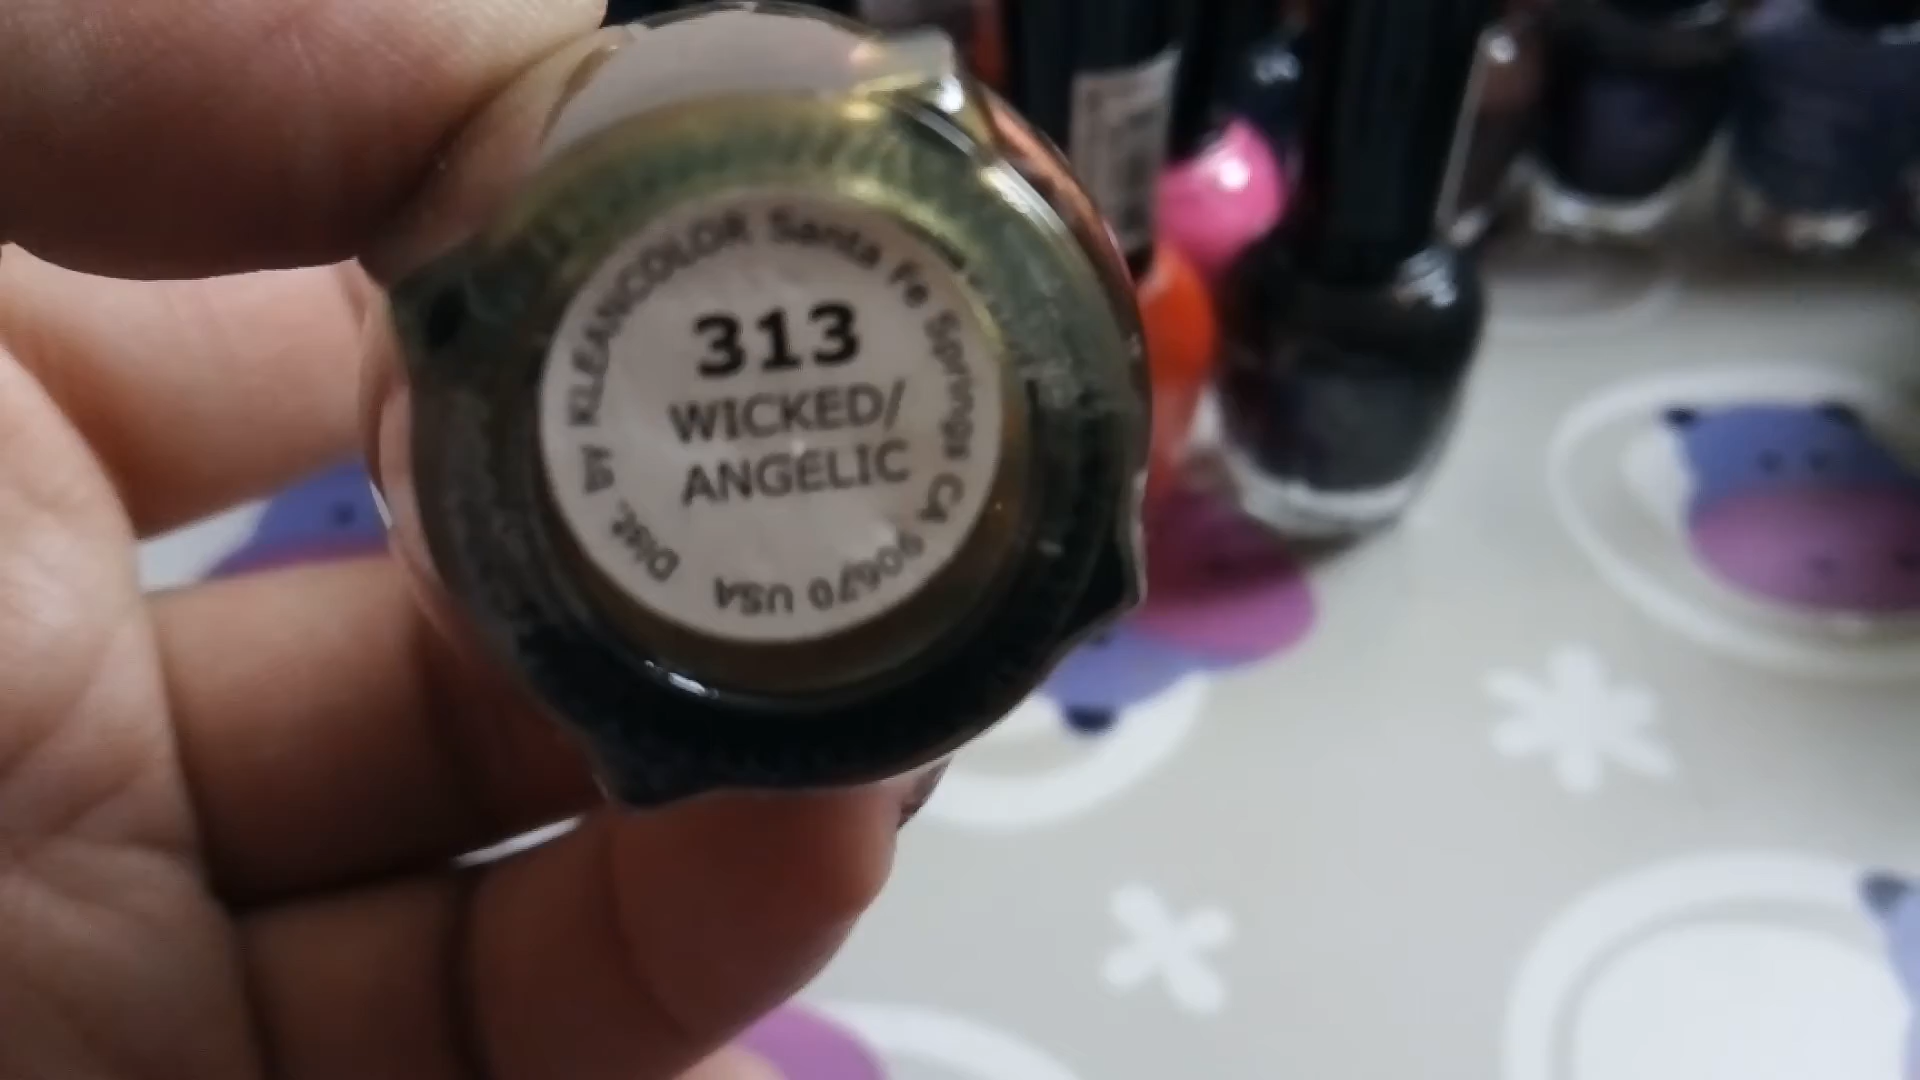 313
WICKED/
ANGELIC
Dist. by KLEANCOLOR Santa Fe Springs CA 90670 USA